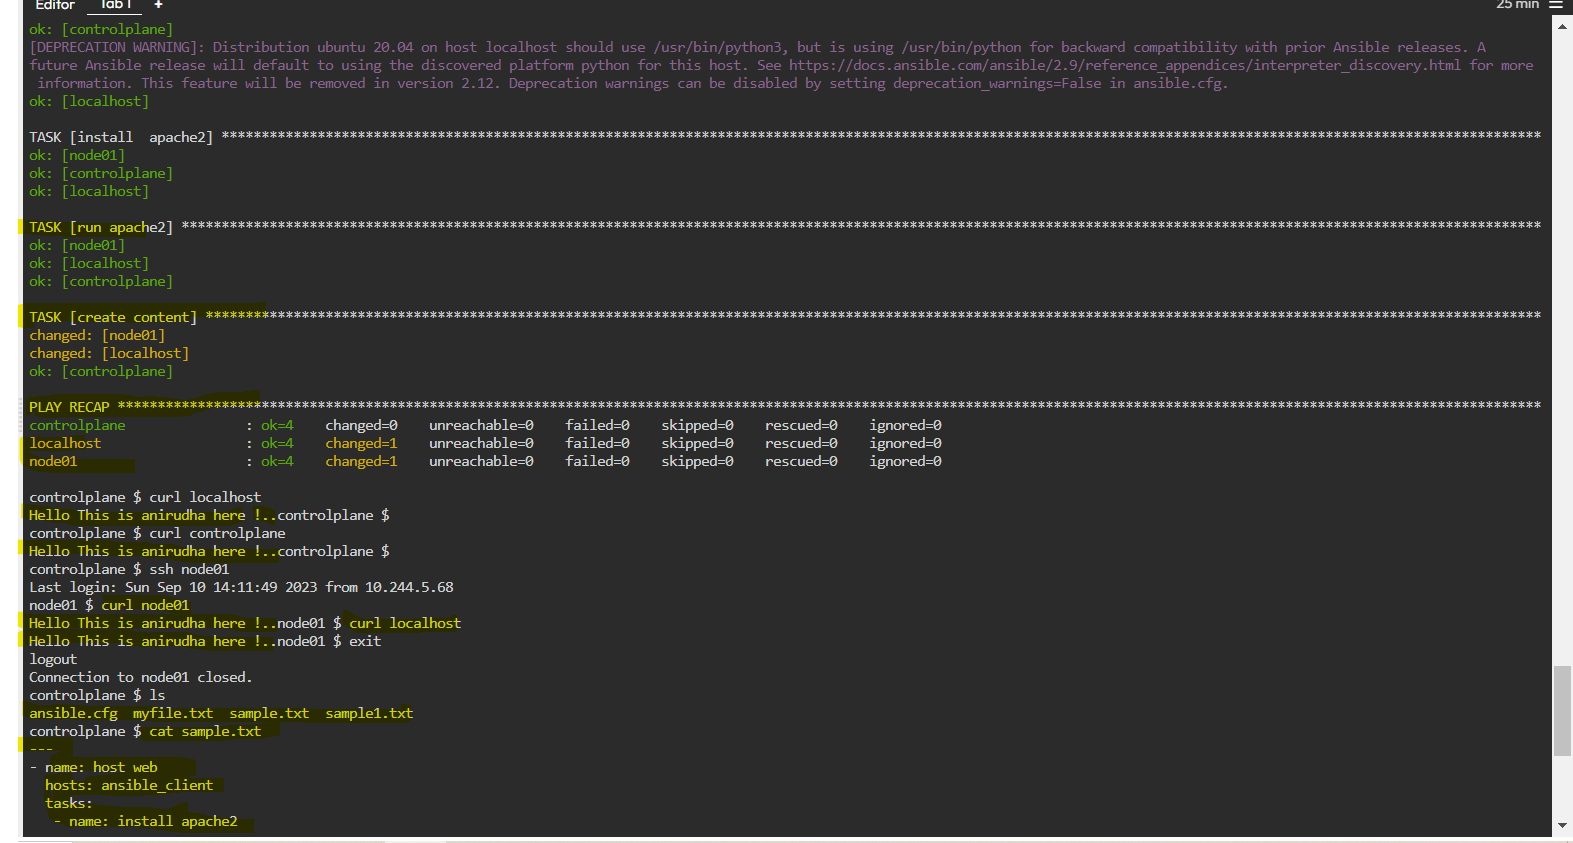 Editor Tab 1 + 25 min
ok: [controlplane]
[DEPRECATION WARNING]: Distribution ubuntu 20.04 on host localhost should use /usr/bin/python3, but is using /usr/bin/python for backward compatibility with prior Ansible releases. A
future Ansible release will default to using the discovered platform python for this host. See https://docs.ansible.com/ansible/2.9/reference_appendices/interpreter_discovery.html for more
information. This feature will be removed in version 2.12. Deprecation warnings can be disabled by setting deprecation_warnings=False in ansible.cfg.
ok: [localhost]
TASK [install  apache2] *********************************************************************************************************************************************************************
ok: [node01]
ok: [controlplane]
ok: [localhost]
TASK [run apache2] **************************************************************************************************************************************************************************
ok: [node01]
ok: [localhost]
ok: [controlplane]
TASK [create content] ***********************************************************************************************************************************************************************
changed: [node01]
changed: [localhost]
ok: [controlplane]
PLAY RECAP **********************************************************************************************************************************************************************************
controlplane               : ok=4    changed=0    unreachable=0    failed=0    skipped=0    rescued=0    ignored=0
localhost                  : ok=4    changed=1    unreachable=0    failed=0    skipped=0    rescued=0    ignored=0
node01                     : ok=4    changed=1    unreachable=0    failed=0    skipped=0    rescued=0    ignored=0
controlplane $ curl localhost
Hello This is anirudha here !..controlplane $
controlplane $ curl controlplane
Hello This is anirudha here !..controlplane $
controlplane $ ssh node01
Last login: Sun Sep 10 14:11:49 2023 from 10.244.5.68
node01 $ curl node01
Hello This is anirudha here !..node01 $ curl localhost
Hello This is anirudha here !..node01 $ exit
logout
Connection to node01 closed.
controlplane $ ls
ansible.cfg  myfile.txt  sample.txt  sample1.txt
controlplane $ cat sample.txt
---
- name: host web
  hosts: ansible_client
  tasks:
   - name: install apache2